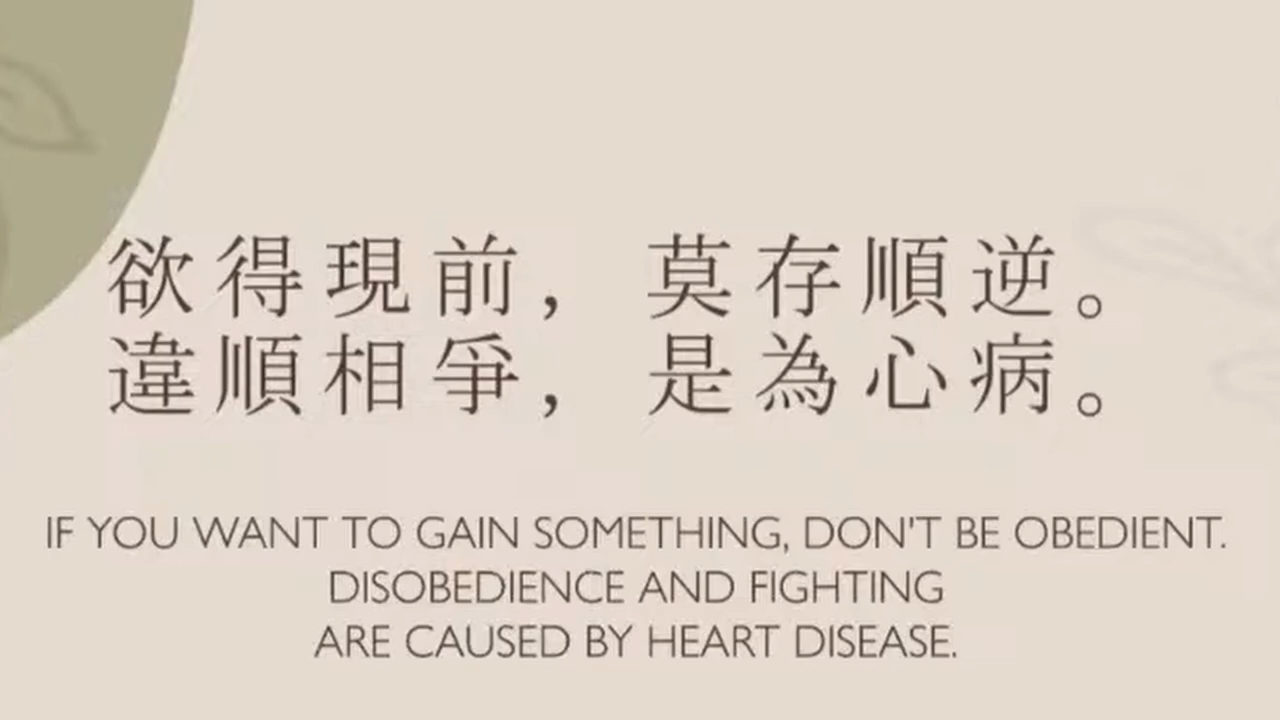 欲得現前，莫存順逆。
違順相爭，是為心病。
IF YOU WANT TO GAIN SOMETHING, DON'T BE OBEDIENT.
DISOBEDIENCE AND FIGHTING
ARE CAUSED BY HEART DISEASE.